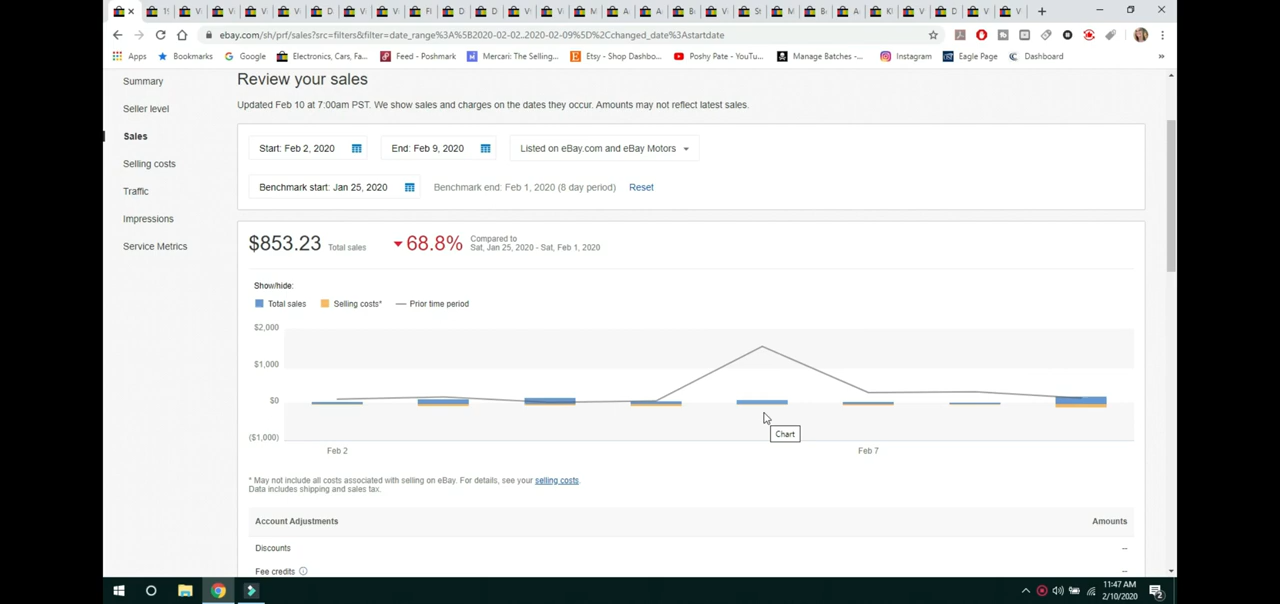 ebay.com/sh/prf/sales?src=filters&filter=date_range%3A%5B2020-02-02..2020-02-09%5D%2Cchanged_date%3Astartdate
Apps Bookmarks Google Electronics, Cars, Fa... Feed - Poshmark Mercari: The Selling... Etsy - Shop Dashbo... Poshy Pate - YouTu... Manage Batches -... Instagram Eagle Page Dashboard »
Summary
Seller level
Sales
Selling costs
Traffic
Impressions
Service Metrics
Review your sales
Updated Feb 10 at 7:00am PST. We show sales and charges on the dates they occur. Amounts may not reflect latest sales.
Start: Feb 2, 2020 End: Feb 9, 2020 Listed on eBay.com and eBay Motors
Benchmark start: Jan 25, 2020 Benchmark end: Feb 1, 2020 (8 day period) Reset
$853.23 Total sales 68.8% Compared to
Sat, Jan 25, 2020 - Sat, Feb 1, 2020
Show/hide:
Total sales Selling costs* Prior time period
$2,000
$1,000
$0
($1,000)
Chart
Feb 2 Feb 7
* May not include all costs associated with selling on eBay. For details, see your selling costs.
Data includes shipping and sales tax.
Account Adjustments Amounts
Discounts --
Fee credits --
11:47 AM
2/10/2020
2